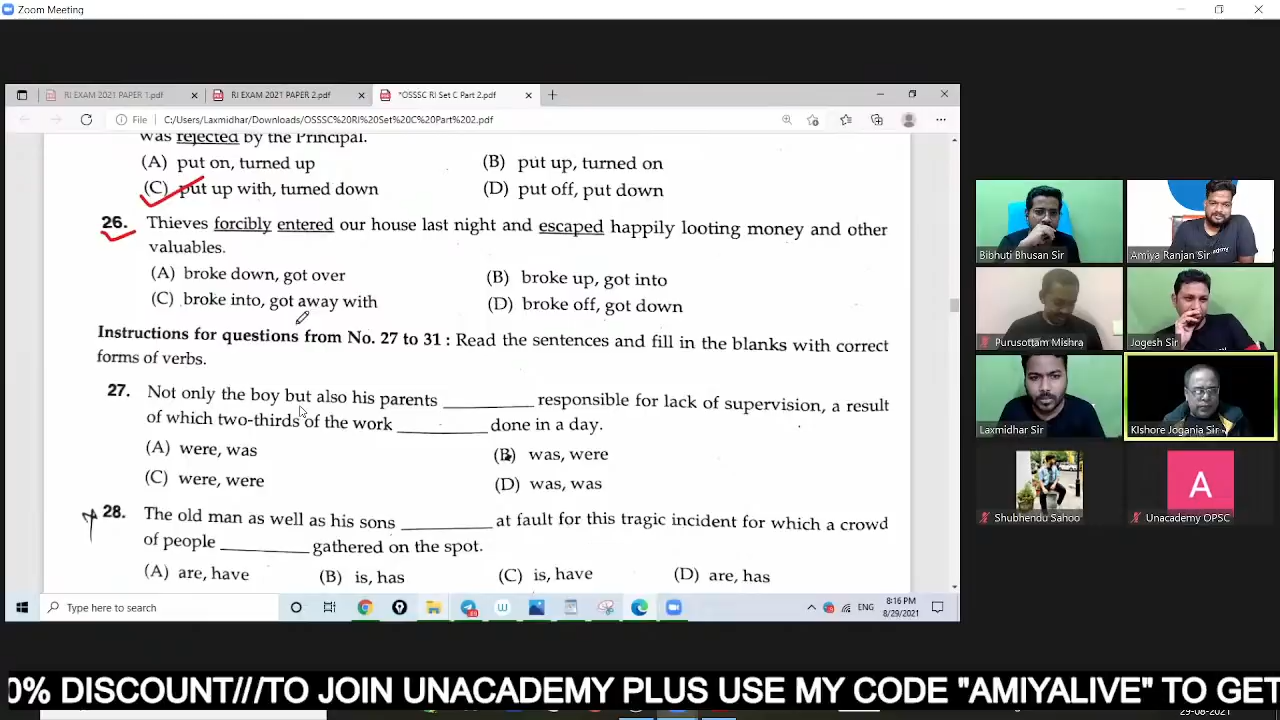 Zoom Meeting
RI EXAM 2021 PAPER 1.pdf
RI EXAM 2021 PAPER 2.pdf
*OSSSC RI Set C Part 2.pdf
File
C:/Users/Laxmidhar/Downloads/OSSSC%20RI%20Set%20C%20Part%202.pdf
was rejected by the Principal.
(A) put on, turned up
(B) put up, turned on
(C) put up with, turned down
(D) put off, put down
26. Thieves forcibly entered our house last night and escaped happily looting money and other
valuables.
(A) broke down, got over
(B) broke up, got into
(C) broke into, got away with
(D) broke off, got down
Instructions for questions from No. 27 to 31 : Read the sentences and fill in the blanks with correct
forms of verbs.
27. Not only the boy but also his parents __________ responsible for lack of supervision, a result
of which two-thirds of the work __________ done in a day.
(A) were, was
(B) was, were
(C) were, were
(D) was, was
28. The old man as well as his sons __________ at fault for this tragic incident for which a crowd
of people __________ gathered on the spot.
(A) are, have
(B) is, has
(C) is, have
(D) are, has
Bibhuti Bhusan Sir
Amiya Ranjan Sir
Purusottam Mishra
Jogesh Sir
Laxmidhar Sir
KIshore Jogania Sir
Shubhendu Sahoo
A
Unacademy OPSC
Type here to search
ENG
8:16 PM
8/29/2021
0% DISCOUNT///TO JOIN UNACADEMY PLUS USE MY CODE "AMIYALIVE" TO GET
29-08-2021